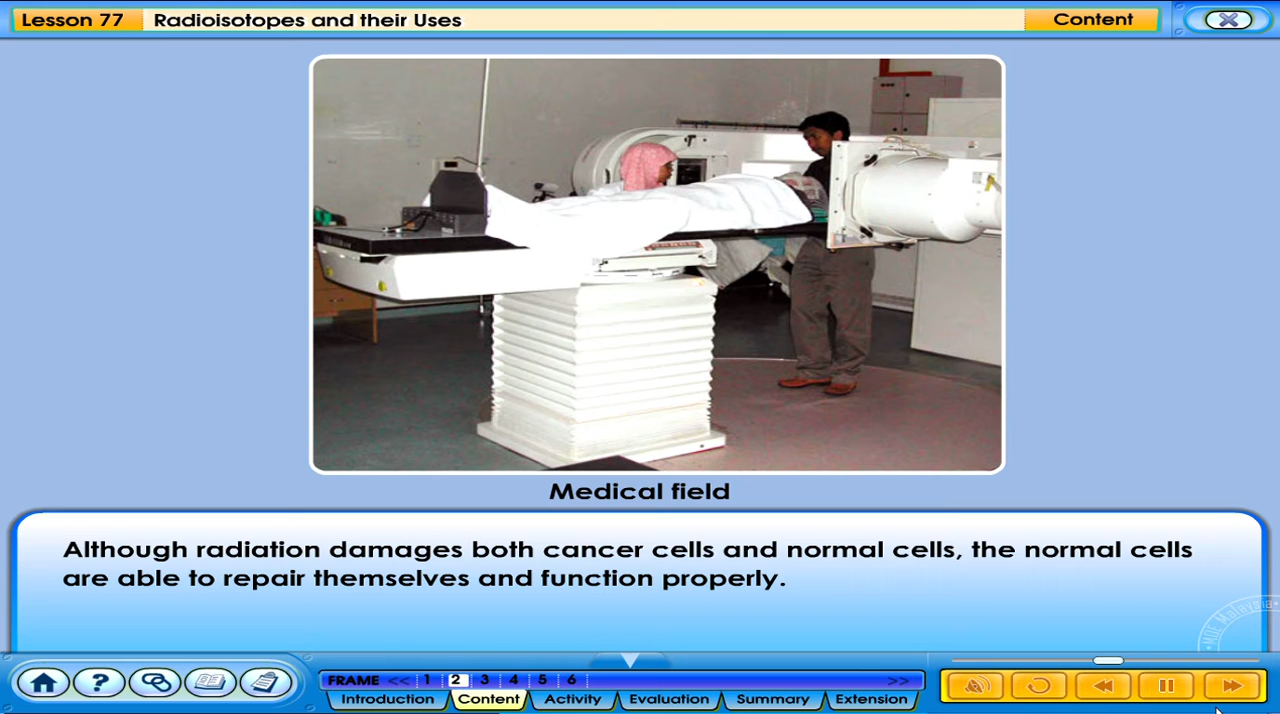 Lesson 77
Radioisotopes and their Uses
Content
Medical field
Although radiation damages both cancer cells and normal cells, the normal cells
are able to repair themselves and function properly.
MOE Malaysia
FRAME << 1 2 3 4 5 6 >>
Introduction Content Activity Evaluation Summary Extension